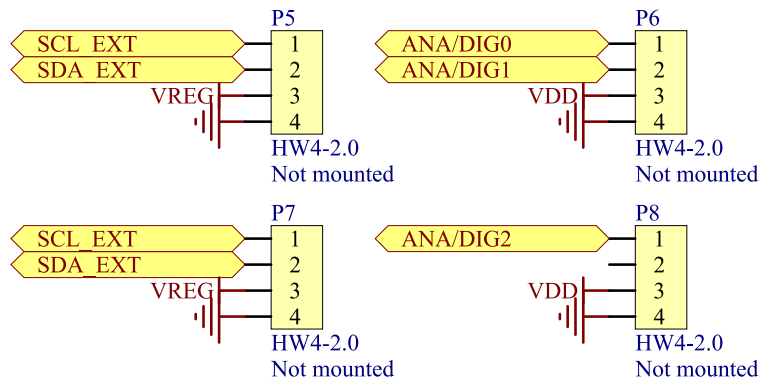 P5
SCL_EXT 1
SDA_EXT 2
VREG 3
4
HW4-2.0
Not mounted
P6
ANA/DIG0 1
ANA/DIG1 2
VDD 3
4
HW4-2.0
Not mounted
P7
SCL_EXT 1
SDA_EXT 2
VREG 3
4
HW4-2.0
Not mounted
P8
ANA/DIG2 1
2
VDD 3
4
HW4-2.0
Not mounted